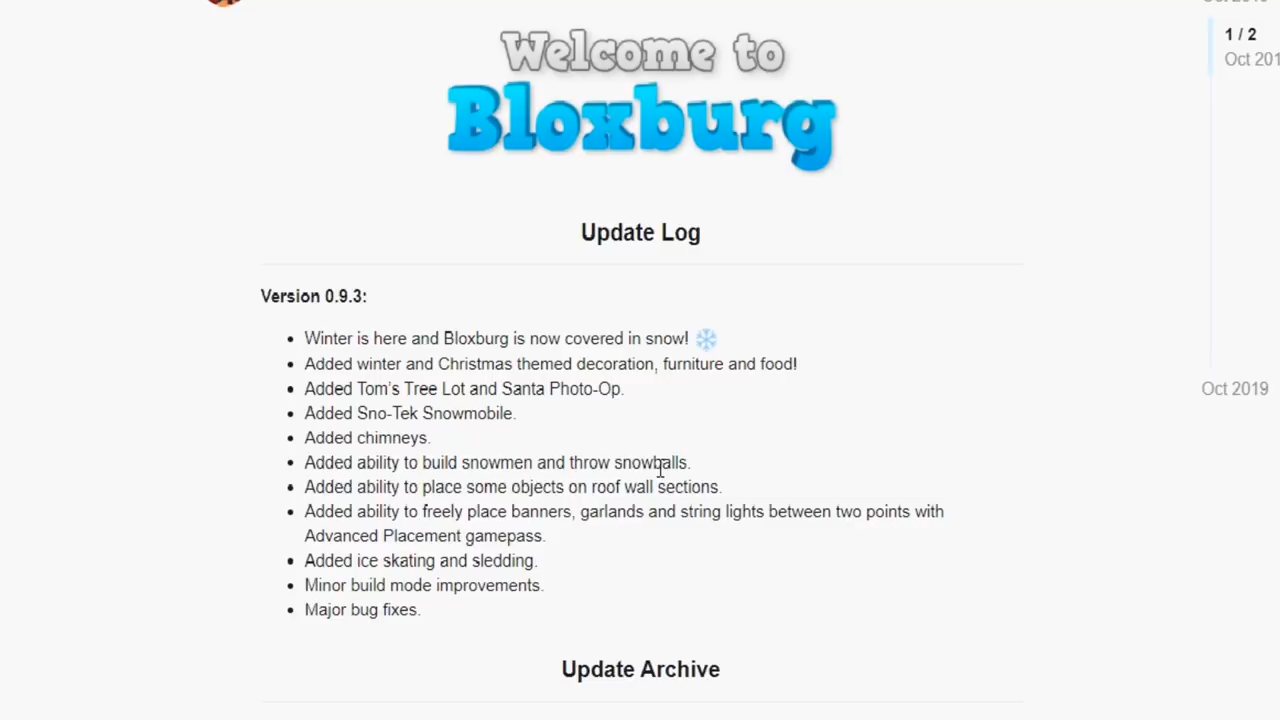 1 / 2
Oct 201
Welcome to
Bloxburg
Update Log
Version 0.9.3:
Winter is here and Bloxburg is now covered in snow!
Added winter and Christmas themed decoration, furniture and food!
Added Tom's Tree Lot and Santa Photo-Op.
Oct 2019
Added Sno-Tek Snowmobile.
Added chimneys.
Added ability to build snowmen and throw snowballs.
Added ability to place some objects on roof wall sections.
Added ability to freely place banners, garlands and string lights between two points with
Advanced Placement gamepass.
Added ice skating and sledding.
Minor build mode improvements.
Major bug fixes.
Update Archive